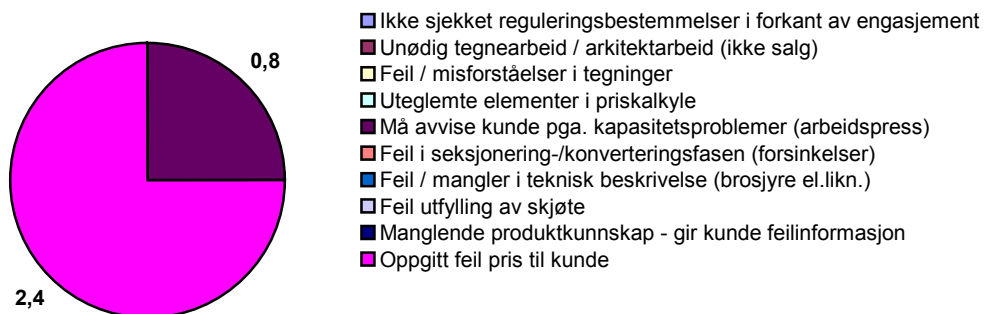 0,8
2,4
Ikke sjekket reguleringsbestemmelser i forkant av engasjement
Unødig tegnearbeid / arkitektarbeid (ikke salg)
Feil / misforståelser i tegninger
Uteglemte elementer i priskalkyle
Må avvise kunde pga. kapasitetsproblemer (arbeidspress)
Feil i seksjonering-/konverteringsfasen (forsinkelser)
Feil / mangler i teknisk beskrivelse (brosjyre el.likn.)
Feil utfylling av skjøte
Manglende produktkunnskap - gir kunde feilinformasjon
Oppgitt feil pris til kunde